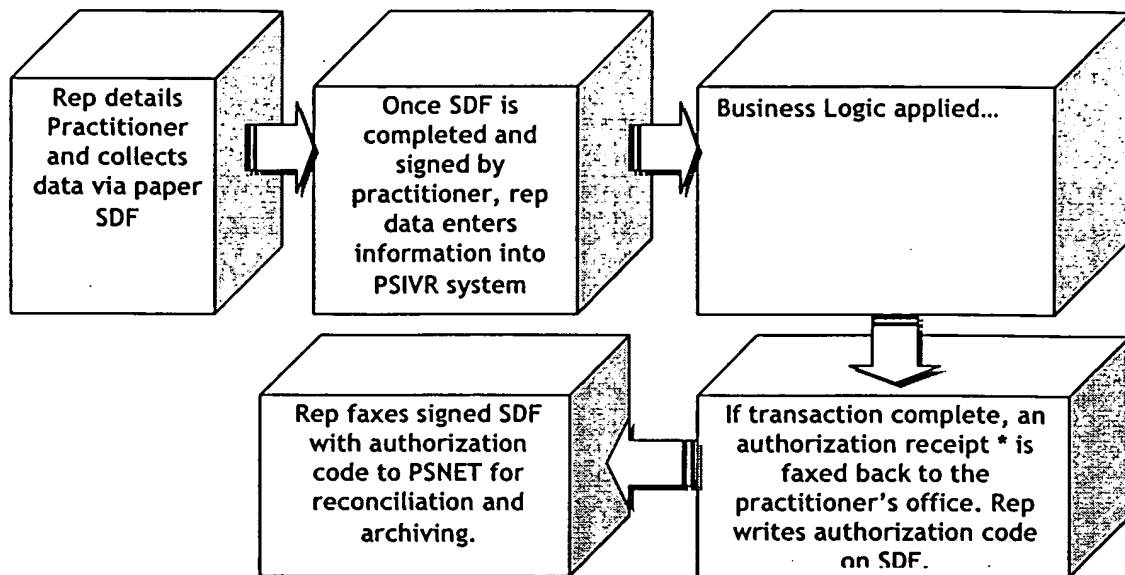 Rep details
Practitioner
and collects
data via paper
SDF
Once SDF is
completed and
signed by
practitioner, rep
data enters
information into
PSIVR system
Business Logic applied...
If transaction complete, an
authorization receipt * is
faxed back to the
practitioner's office. Rep
writes authorization code
on SDF.
Rep faxes signed SDF
with authorization
code to PSNET for
reconciliation and
archiving.